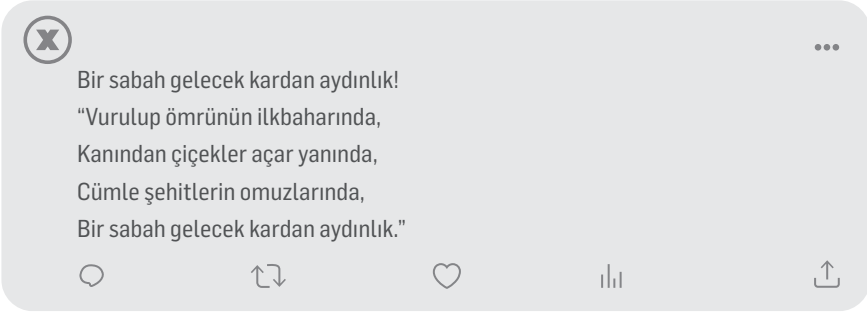 X
Bir sabah gelecek kardan aydınlık!
“Vurulup ömrünün ilkbaharında,
Kanından çiçekler açar yanında,
Cümle şehitlerin omuzlarında,
Bir sabah gelecek kardan aydınlık.”